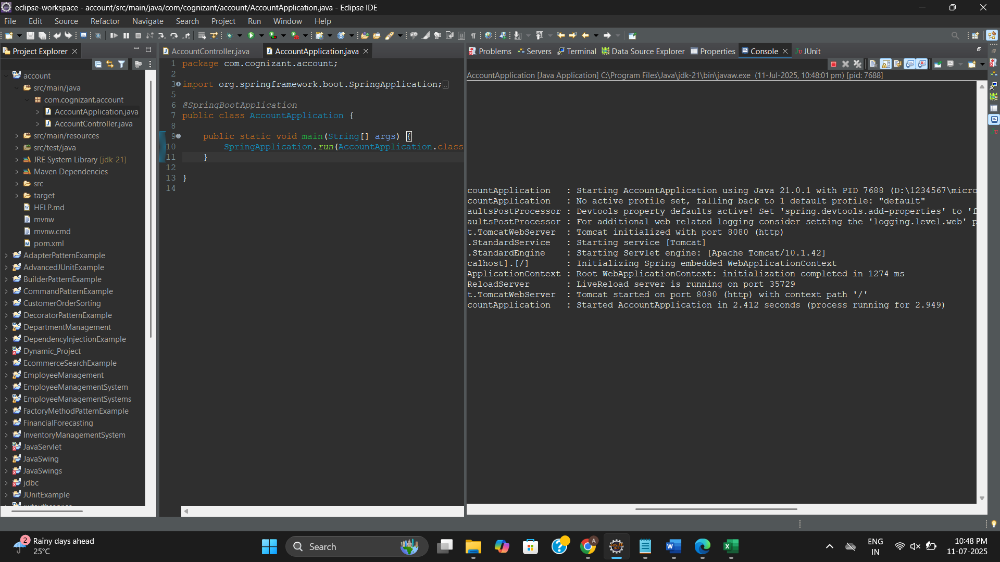 eclipse-workspace - account/src/main/java/com/cognizant/account/AccountApplication.java - Eclipse IDE
File Edit Source Refactor Navigate Search Project Run Window Help
Project Explorer
account
src/main/java
com.cognizant.account
AccountApplication.java
AccountController.java
src/main/resources
src/test/java
JRE System Library [jdk-21]
Maven Dependencies
src
target
HELP.md
mvnw
mvnw.cmd
pom.xml
AdapterPatternExample
AdvancedJUnitExample
BuilderPatternExample
CommandPatternExample
CustomerOrderSorting
DecoratorPatternExample
DepartmentManagement
DependencyInjectionExample
Dynamic_Project
EcommerceSearchExample
EmployeeManagement
EmployeeManagementSystem
EmployeeManagementSystems
FactoryMethodPatternExample
FinancialForecasting
InventoryManagementSystem
JavaServlet
JavaSwing
JavaSwings
jdbc
JUnitExample
AccountController.java AccountApplication.java
1 package com.cognizant.account;
2
3 import org.springframework.boot.SpringApplication;
5
6 @SpringBootApplication
7 public class AccountApplication {
8
9 public static void main(String[] args) {
10 SpringApplication.run(AccountApplication.class
11 }
12
13 }
14
Problems Servers Terminal Data Source Explorer Properties Console JUnit
AccountApplication [Java Application] C:\Program Files\Java\jdk-21\bin\javaw.exe (11-Jul-2025, 10:48:01 pm) [pid: 7688]
countApplication : Starting AccountApplication using Java 21.0.1 with PID 7688 (D:\1234567\micro
countApplication : No active profile set, falling back to 1 default profile: "default"
aultsPostProcessor : Devtools property defaults active! Set 'spring.devtools.add-properties' to 'f
aultsPostProcessor : For additional web related logging consider setting the 'logging.level.web' p
t.TomcatWebServer : Tomcat initialized with port 8080 (http)
.StandardService : Starting service [Tomcat]
.StandardEngine : Starting Servlet engine: [Apache Tomcat/10.1.42]
calhost].[/] : Initializing Spring embedded WebApplicationContext
ApplicationContext : Root WebApplicationContext: initialization completed in 1274 ms
ReloadServer : LiveReload server is running on port 35729
t.TomcatWebServer : Tomcat started on port 8080 (http) with context path '/'
countApplication : Started AccountApplication in 2.412 seconds (process running for 2.949)
2
Rainy days ahead
25°C
Search
ENG
IN
10:48 PM
11-07-2025